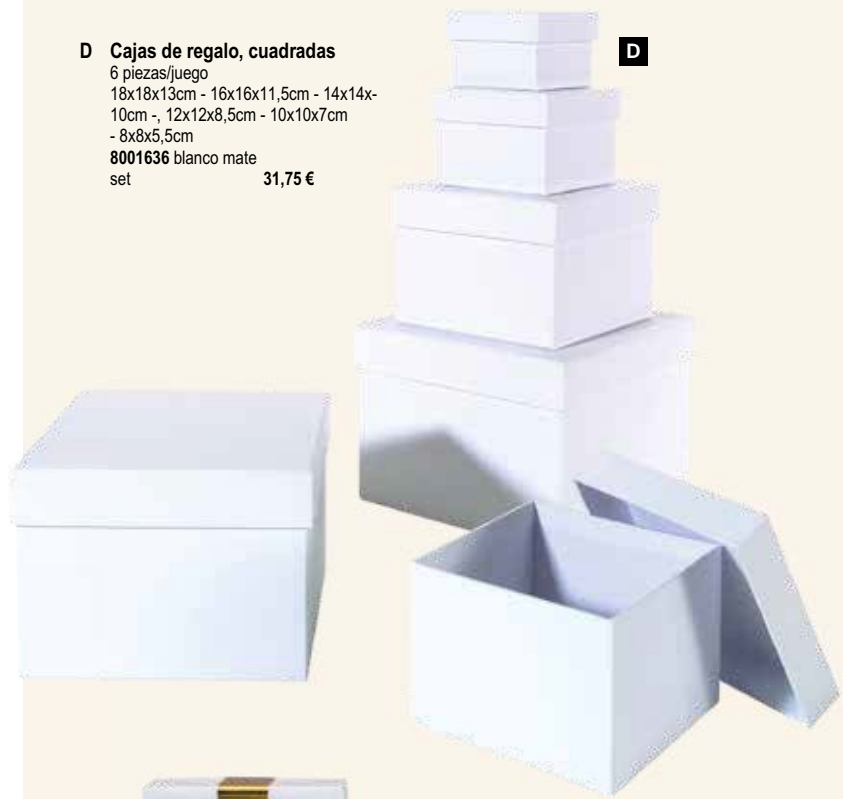 D Cajas de regalo, cuadradas
6 piezas/juego
18x18x13cm - 16x16x11,5cm - 14x14x-
10cm -, 12x12x8,5cm - 10x10x7cm
- 8x8x5,5cm
8001636 blanco mate
set 31,75 €
D